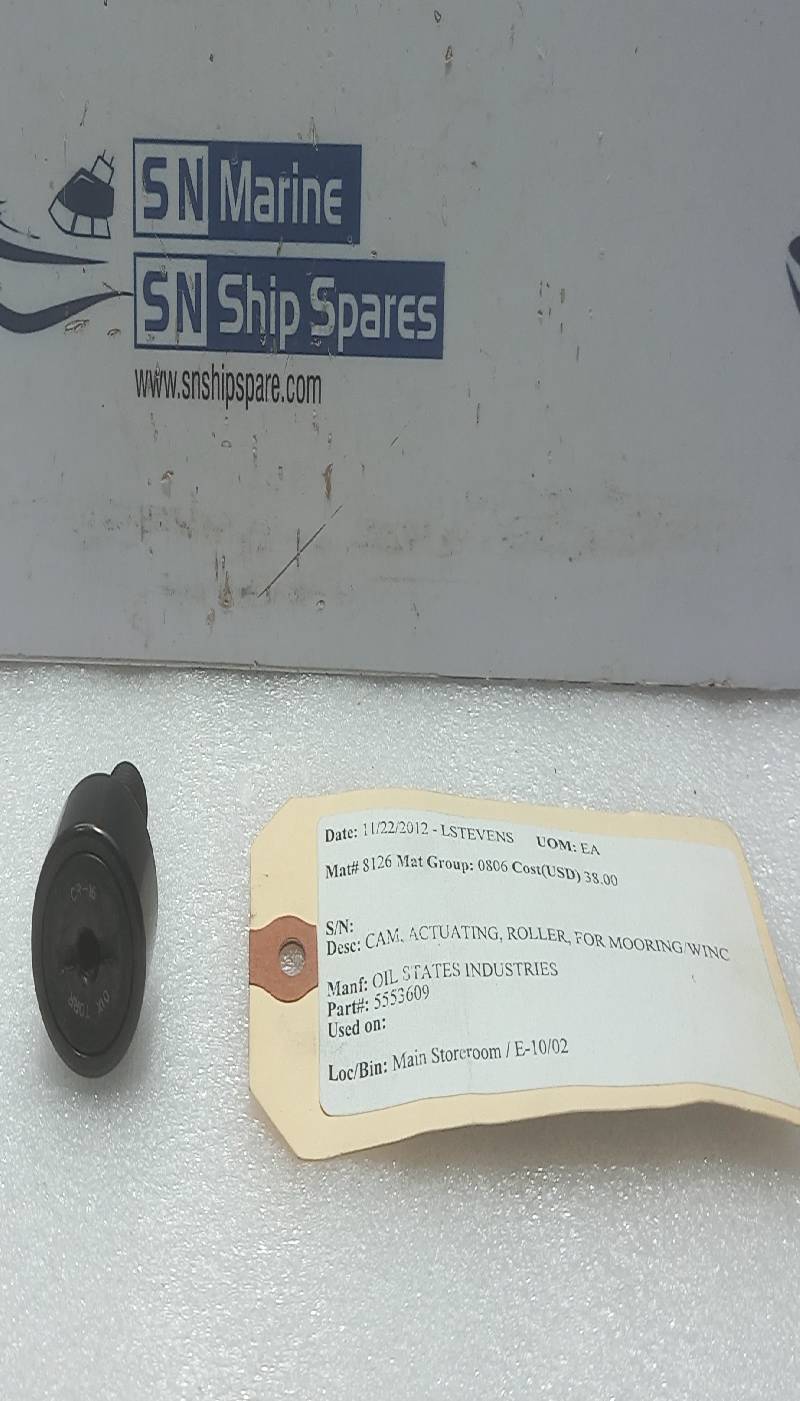 SN Marine
SN Ship Spares
www.snshipspare.com
Date: 11/22/2012 - LSTEVENS UOM: EA
Mat# 8126 Mat Group: 0806 Cost(USD) 38.00
S/N:
Desc: CAM, ACTUATING, ROLLER, FOR MOORING/WINC
Manf: OIL STATES INDUSTRIES
Part#: 5553609
Used on:
Loc/Bin: Main Storeroom / E-10/02
CR-16